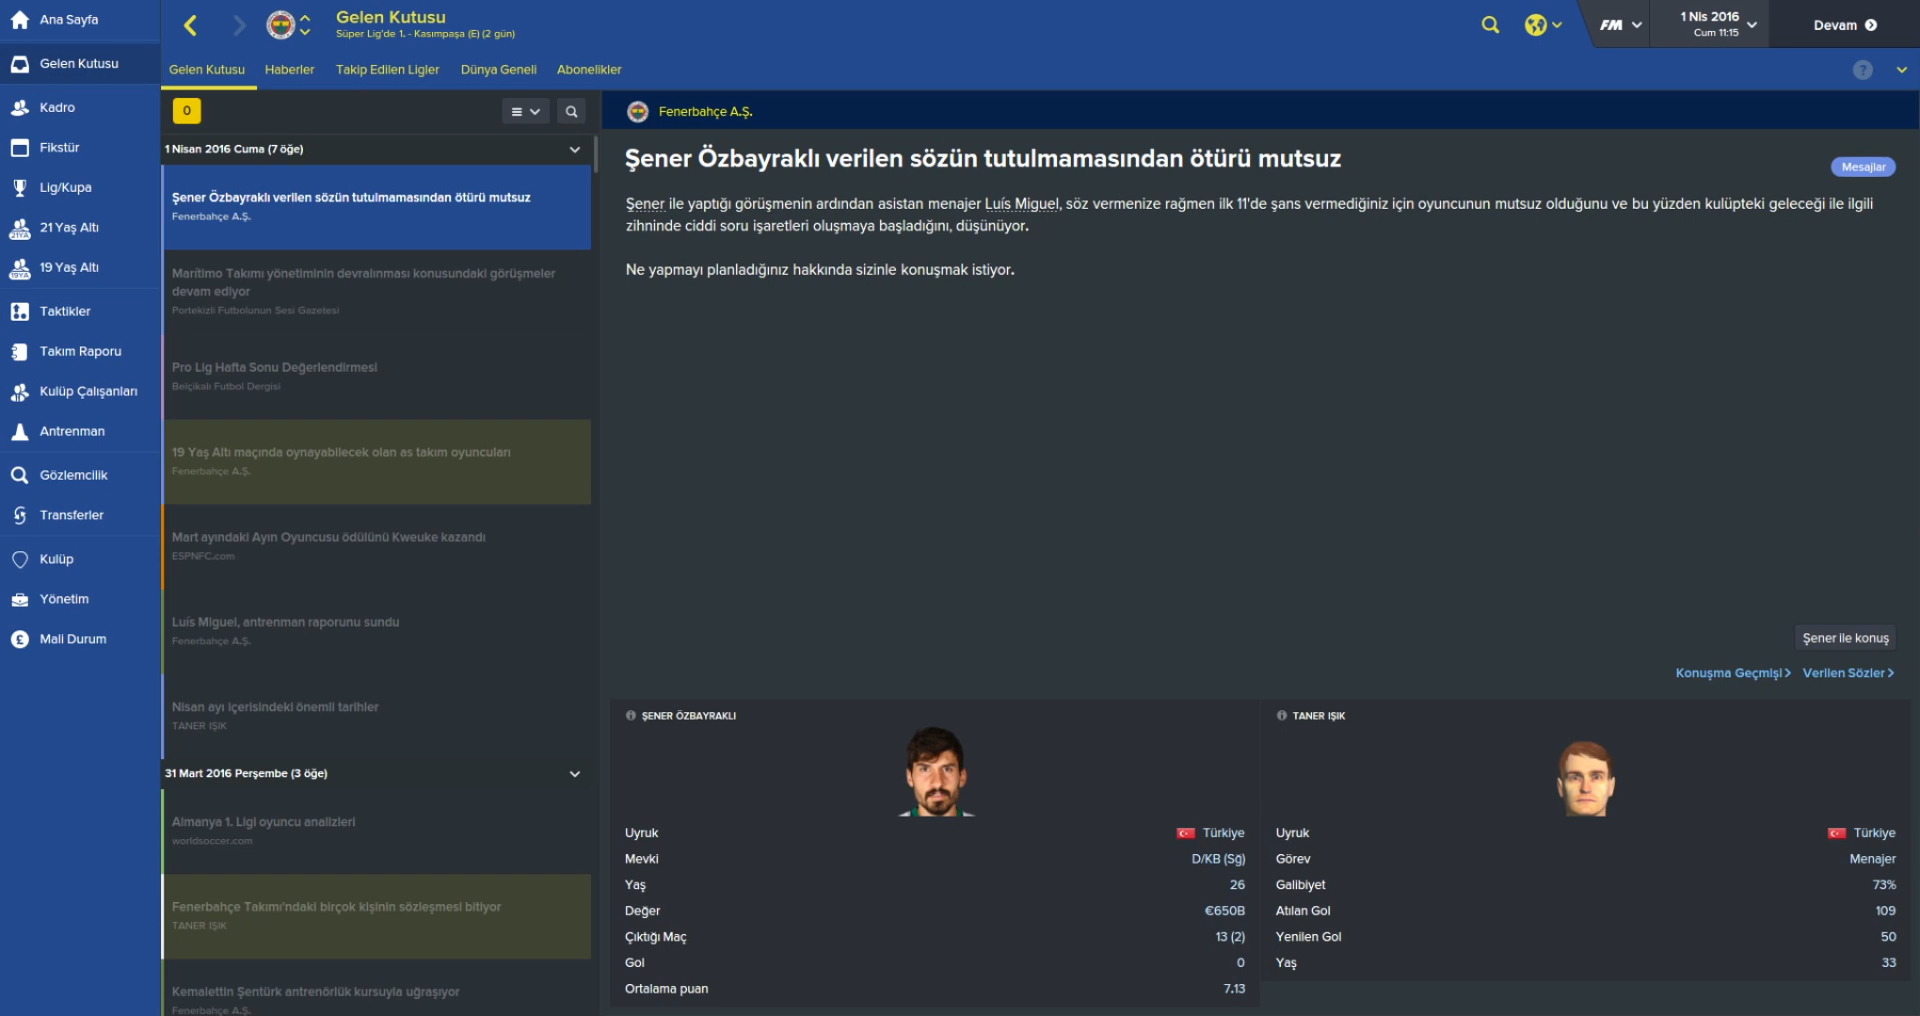 Ana Sayfa
Gelen Kutusu
Kadro
Fikstür
Lig/Kupa
21 Yaş Altı
19 Yaş Altı
Taktikler
Takım Raporu
Kulüp Çalışanları
Antrenman
Gözlemcilik
Transferler
Kulüp
Yönetim
Mali Durum
Gelen Kutusu
Süper Lig'de 1. - Kasımpaşa (E) (2 gün)
FM
1 Nis 2016
Cum 11:15
Devam
Gelen Kutusu Haberler Takip Edilen Ligler Dünya Geneli Abonelikler
?
0
1 Nisan 2016 Cuma (7 öğe)
Şener Özbayraklı verilen sözün tutulmamasından ötürü mutsuz
Fenerbahçe A.Ş.
Marítimo Takımı yönetiminin devralınması konusundaki görüşmeler
devam ediyor
Portekizli Futbolunun Sesi Gazetesi
Pro Lig Hafta Sonu Değerlendirmesi
Belçikalı Futbol Dergisi
19 Yaş Altı maçında oynayabilecek olan as takım oyuncuları
Fenerbahçe A.Ş.
Mart ayındaki Ayın Oyuncusu ödülünü Kweuke kazandı
ESPNFC.com
Luís Miguel, antrenman raporunu sundu
Fenerbahçe A.Ş.
Nisan ayı içerisindeki önemli tarihler
TANER IŞIK
31 Mart 2016 Perşembe (3 öğe)
Almanya 1. Ligi oyuncu analizleri
worldsoccer.com
Fenerbahçe Takımı'ndaki birçok kişinin sözleşmesi bitiyor
TANER IŞIK
Kemalettin Şentürk antrenörlük kursuyla uğraşıyor
Fenerbahçe A.Ş.
Fenerbahçe A.Ş.
Şener Özbayraklı verilen sözün tutulmamasından ötürü mutsuz
Mesajlar
Şener ile yaptığı görüşmenin ardından asistan menajer Luís Miguel, söz vermenize rağmen ilk 11'de şans vermediğiniz için oyuncunun mutsuz olduğunu ve bu yüzden kulüpteki geleceği ile ilgili
zihninde ciddi soru işaretleri oluşmaya başladığını, düşünüyor.
Ne yapmayı planladığınız hakkında sizinle konuşmak istiyor.
Şener ile konuş
Konuşma Geçmişi Verilen Sözler
ŞENER ÖZBAYRAKLI
Uyruk Türkiye
Mevki D/KB (Sğ)
Yaş 26
Değer €650B
Çıktığı Maç 13 (2)
Gol 0
Ortalama puan 7.13
TANER IŞIK
Uyruk Türkiye
Görev Menajer
Galibiyet 73%
Atılan Gol 109
Yenilen Gol 50
Yaş 33